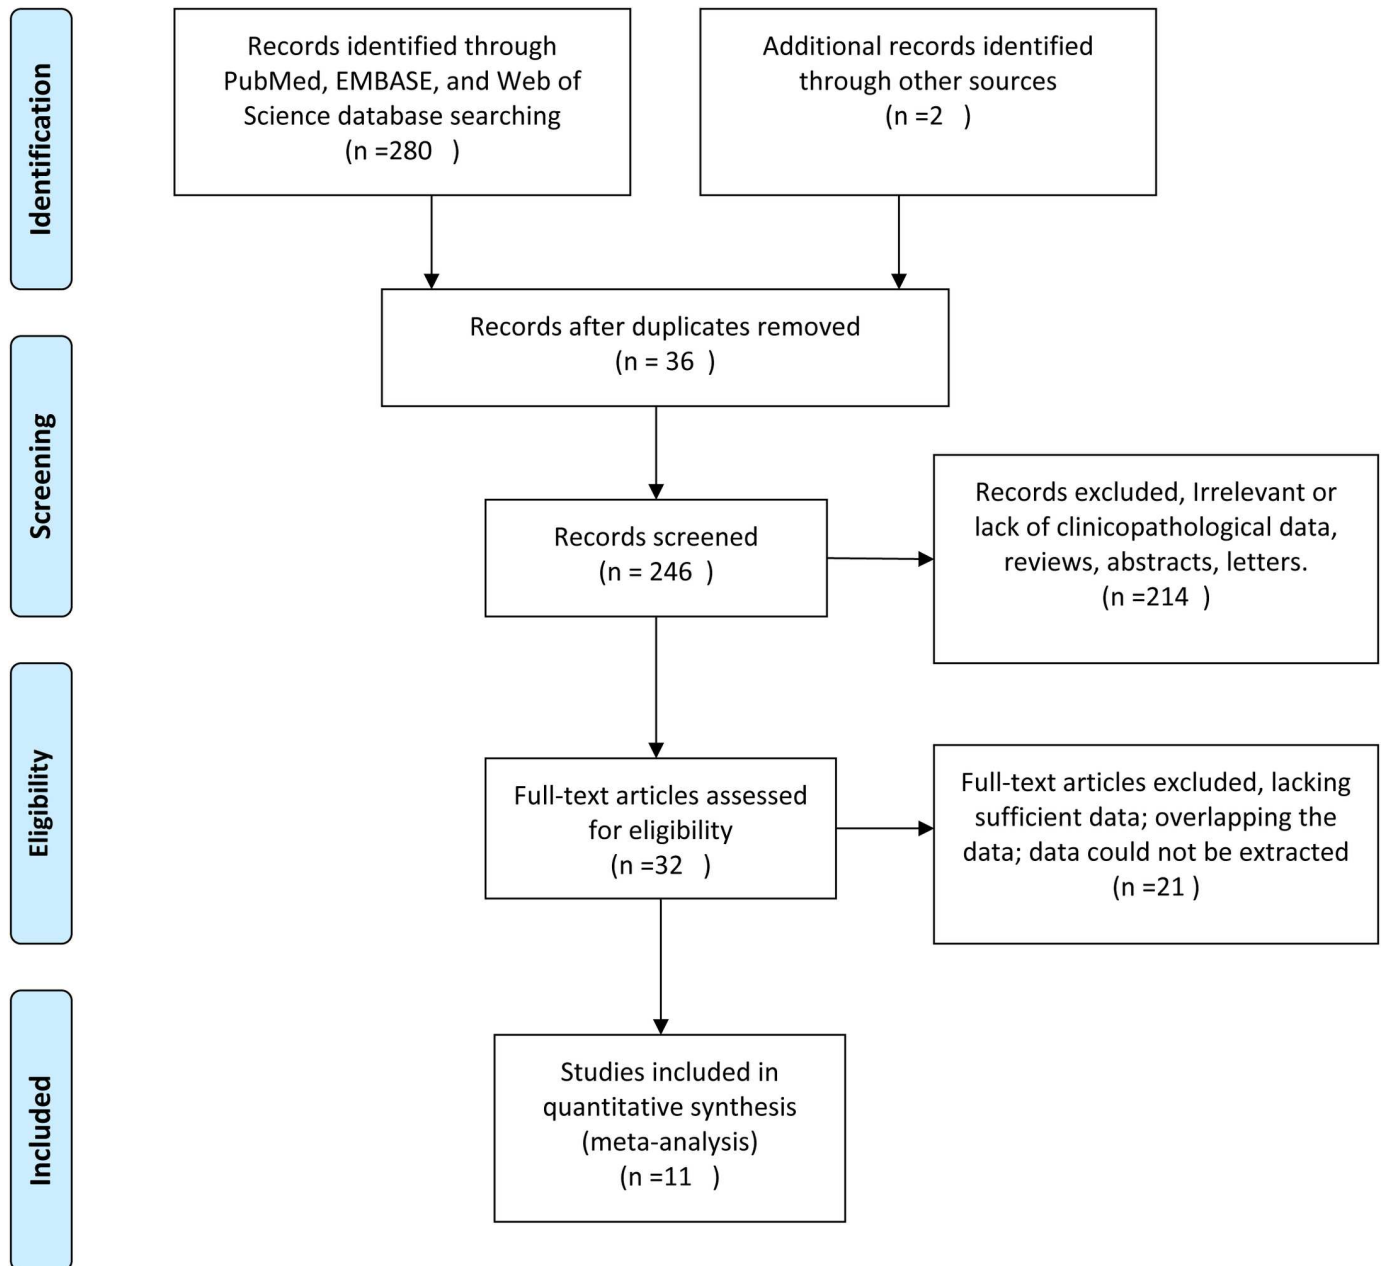 Identification
Records identified through
PubMed, EMBASE, and Web of
Science database searching
(n =280   )
Additional records identified
through other sources
(n =2   )
Records after duplicates removed
(n = 36  )
Screening
Records screened
(n = 246  )
Records excluded, Irrelevant or
lack of clinicopathological data,
reviews, abstracts, letters.
(n =214  )
Eligibility
Full-text articles assessed
for eligibility
(n =32   )
Full-text articles excluded, lacking
sufficient data; overlapping the
data; data could not be extracted
(n =21 )
Included
Studies included in
quantitative synthesis
(meta-analysis)
(n =11   )